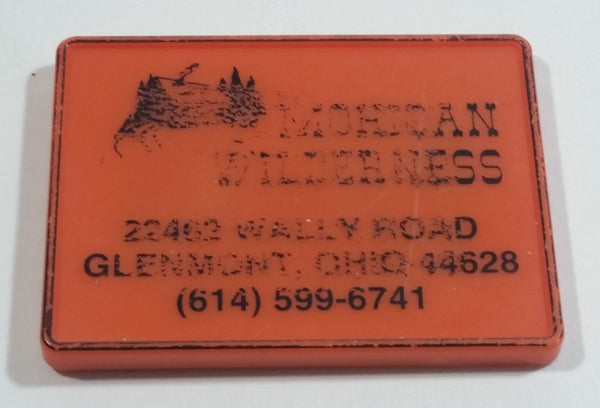 MOHICAN
WILDERNESS
22462 WALLY ROAD
GLENMONT, OHIO 44628
(614) 599-6741